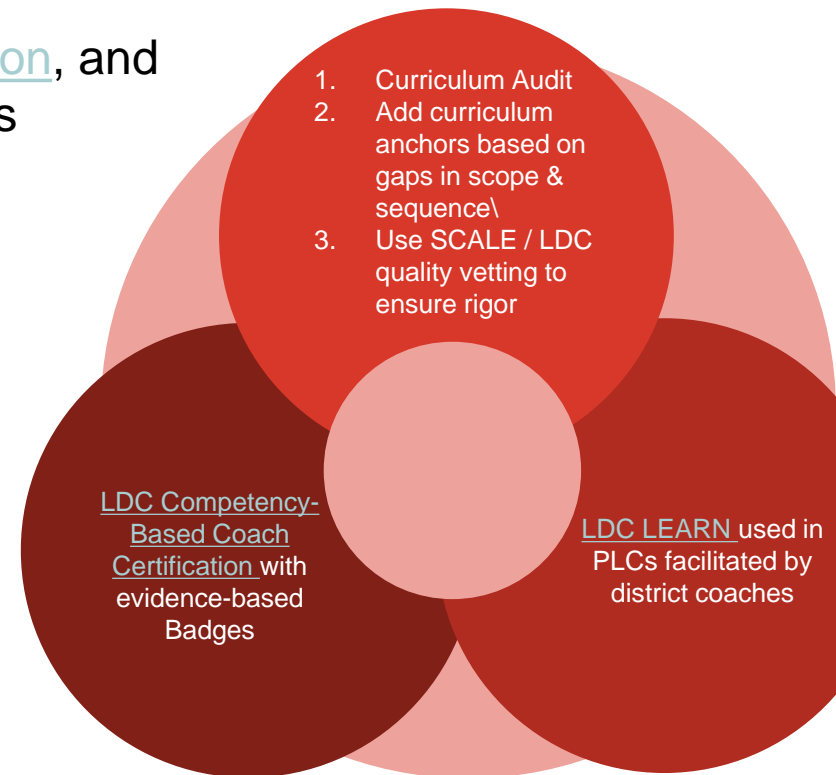 on, and
s
1. Curriculum Audit
2. Add curriculum
anchors based on
gaps in scope &
sequence\
3. Use SCALE / LDC
quality vetting to
ensure rigor
LDC Competency-
Based Coach
Certification with
evidence-based
Badges
LDC LEARN used in
PLCs facilitated by
district coaches